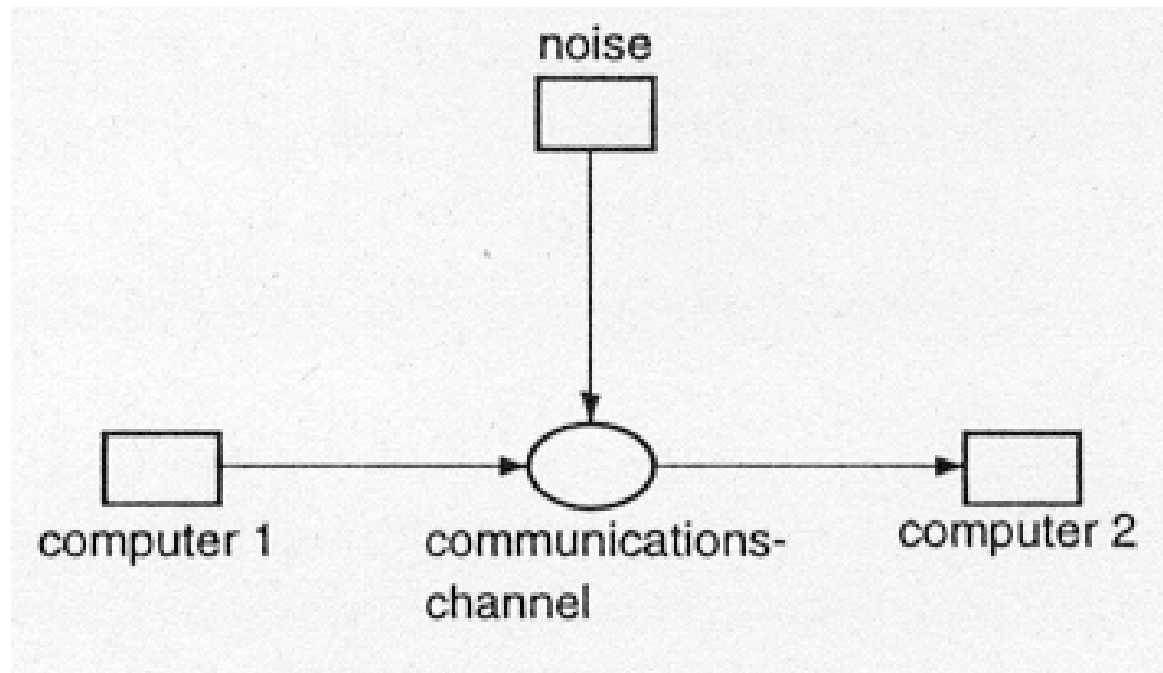 noise
computer 1
communications-
channel
computer 2